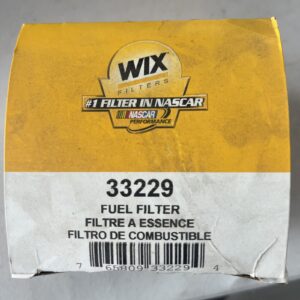 WIX
FILTERS
#1 FILTER IN NASCAR
NASCAR
PERFORMANCE
33229
FUEL FILTER
FILTRE A ESSENCE
FILTRO DE COMBUSTIBLE
7 65809 33229 4